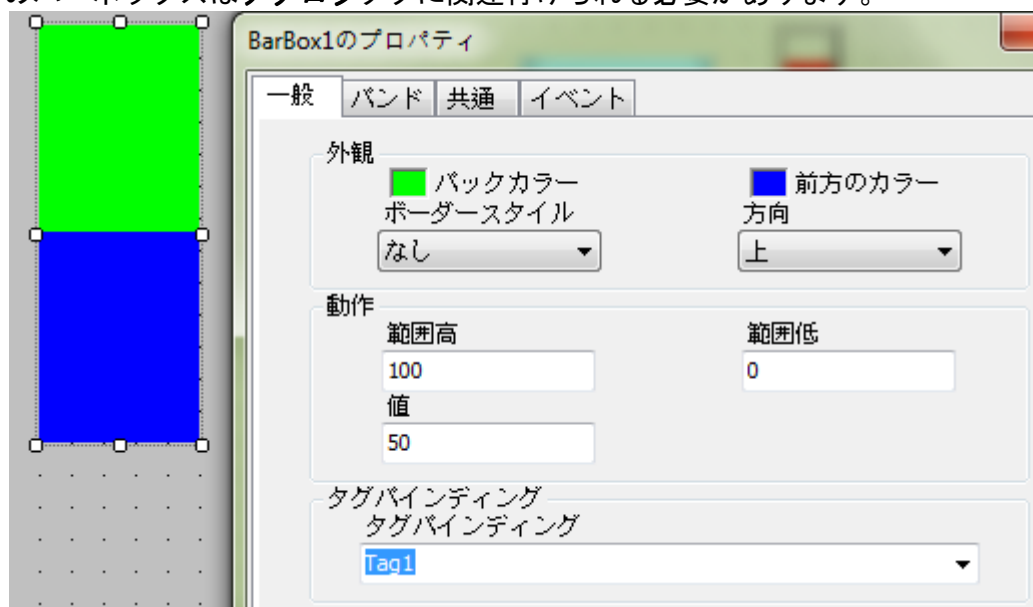 BarBox1のプロパティ
一般 バンド 共通 イベント
外観
バックカラー 前方のカラー
ボーダースタイル 方向
なし 上
動作
範囲高 範囲低
100 0
値
50
タグバインディング
タグバインディング
Tag1